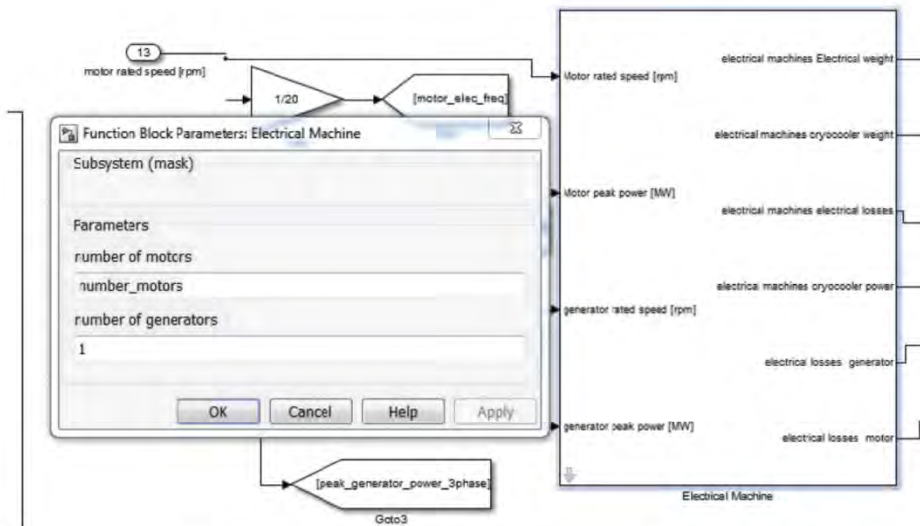 13
motor rated speed [rpm]
1/20
[motor_elec_freq]
Function Block Parameters: Electrical Machine
Subsystem (mask)
Parameters
number of motors
number_motors
number of generators
1
OK
Cancel
Help
Apply
[peak_generator_power_3phase]
Goto3
Motor rated speed [rpm]
Motor peak power [MW]
generator rated speed [rpm]
generator peak power [MW]
electrical machines Electrical weight
electrical machines cryocooler weight
electrical machines electrical losses
electrical machines cryocooler power
electrical losses generator
electrical losses motor
Electrical Machine